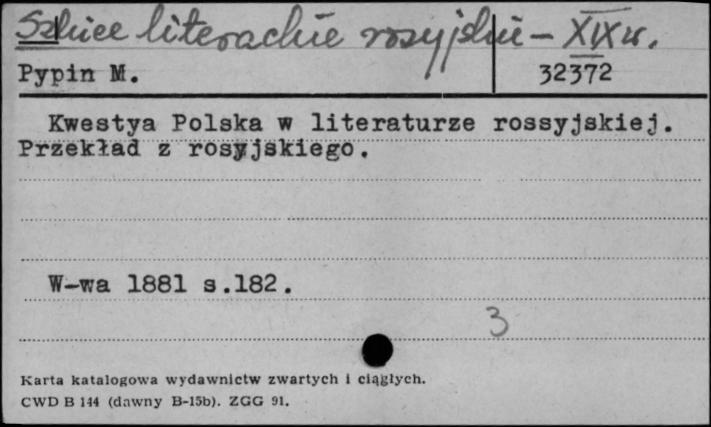 Szkice literackie rosyjskie – XIX w.
Pypin M. 32372
Kwestya Polska w literaturze rossyjskiej.
Przekład z rosyjskiego.
W-wa 1881 s.182.
3
Karta katalogowa wydawnictw zwartych i ciągłych.
CWD B 144 (dawny B-15b). ZGG 91.